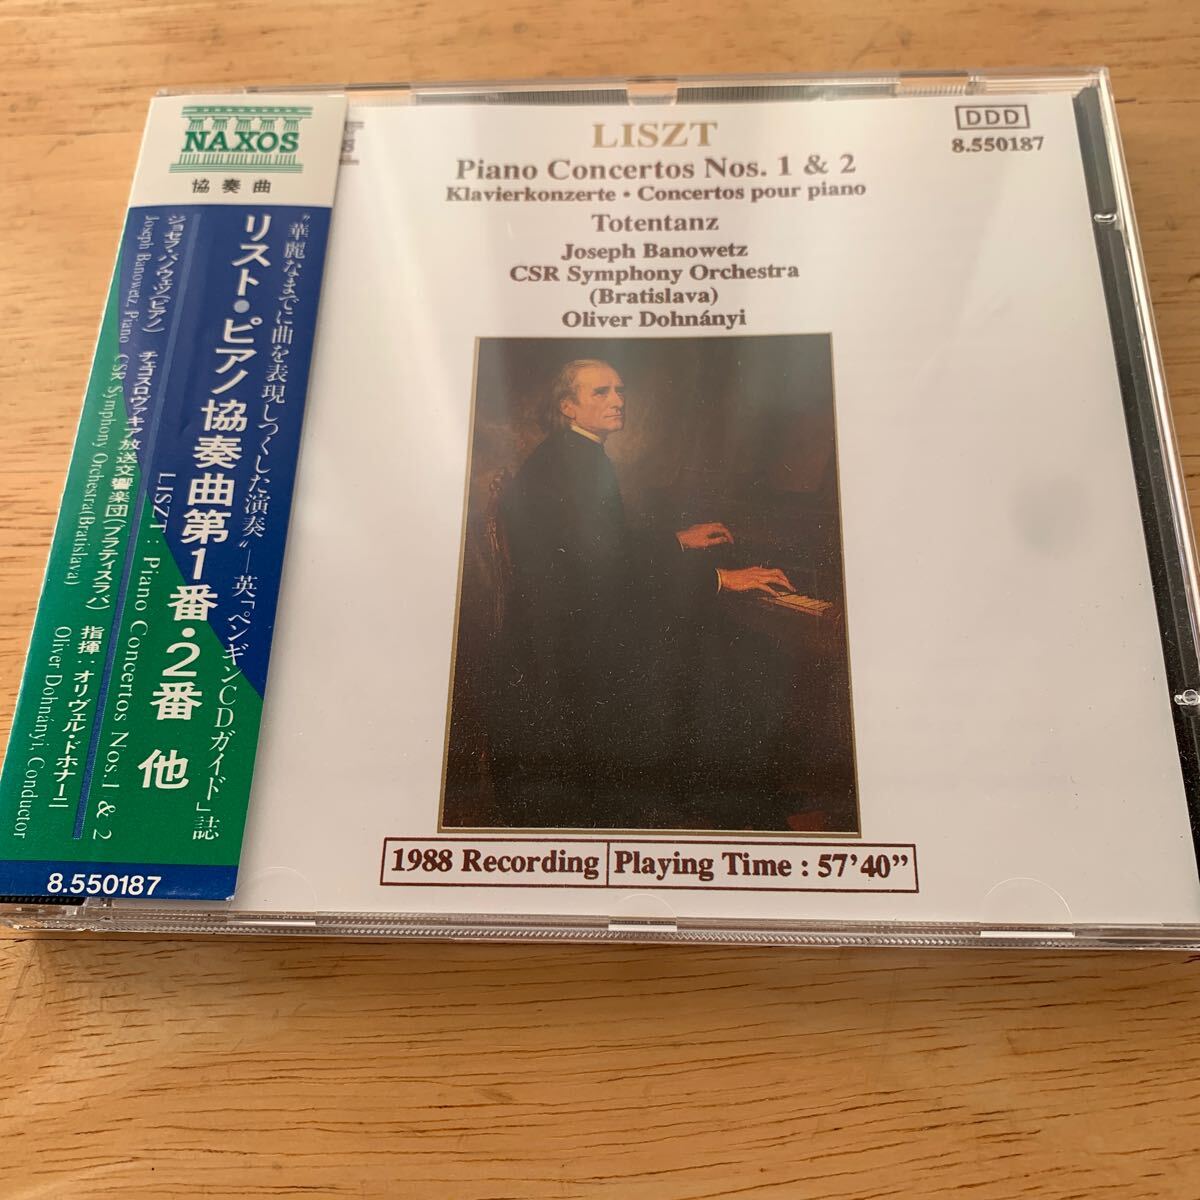 NAXOS
協奏曲
“華麗なまでに曲を表現しつくした演奏”―英「ペンギンCDガイド」誌
リスト・ピアノ協奏曲第1番・2番 他
LISZT: Piano Concertos Nos. 1 & 2
ジョセフ・バノウェツ(ピアノ) チェコスロヴァキア放送交響楽団(ブラティスラバ) 指揮:オリヴェル・ドホナーニ
Joseph Banowetz, Piano CSR Symphony Orchestra(Bratislava) Oliver Dohnányi, Conductor
8.550187
LISZT
Piano Concertos Nos. 1 & 2
Klavierkonzerte • Concertos pour piano
Totentanz
Joseph Banowetz
CSR Symphony Orchestra
(Bratislava)
Oliver Dohnányi
DDD
8.550187
1988 Recording
Playing Time : 57’40”